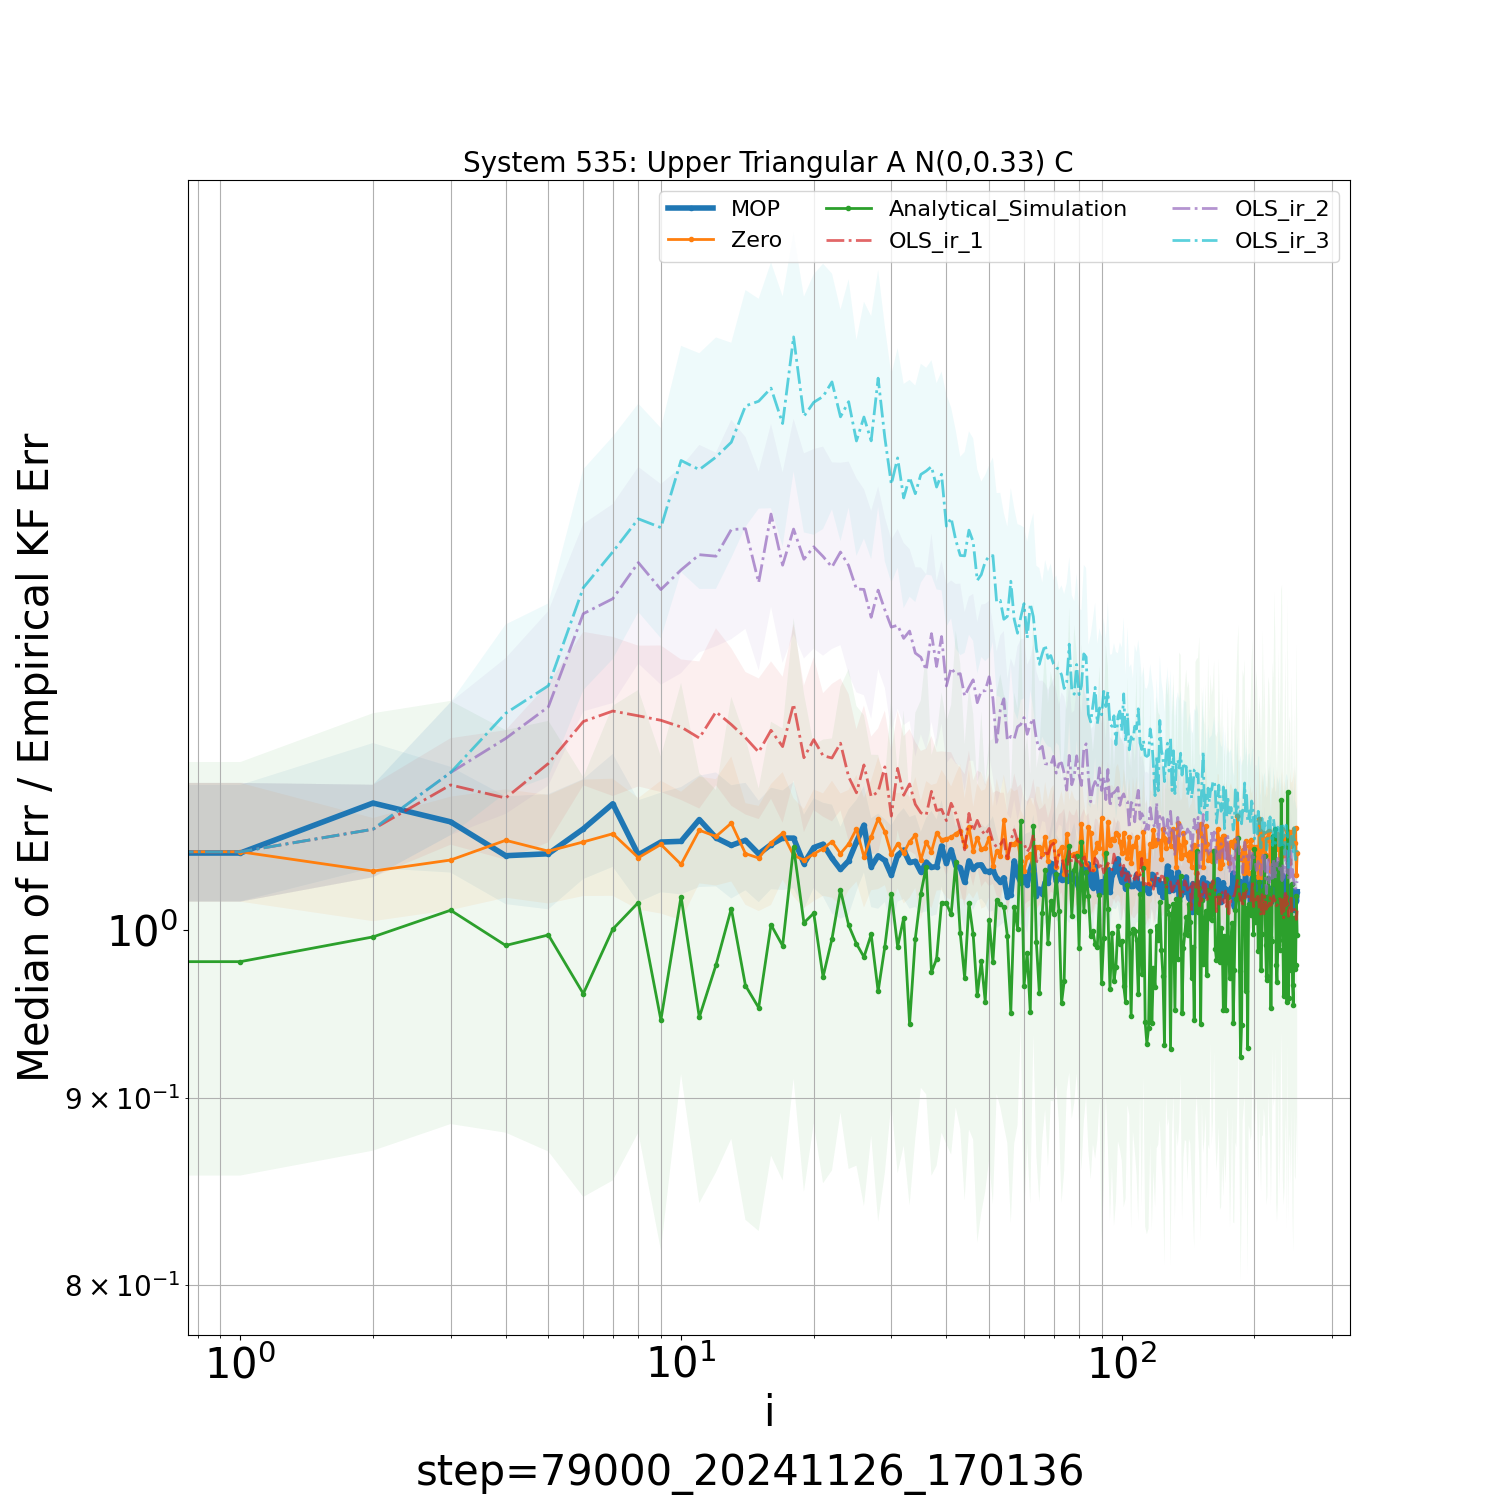 System 535: Upper Triangular A N(0,0.33) C
MOP
Zero
Analytical_Simulation
OLS_ir_1
OLS_ir_2
OLS_ir_3
Median of Err / Empirical KF Err
10⁰
9 × 10⁻¹
8 × 10⁻¹
10⁰ 10¹ 10²
i
step=79000_20241126_170136